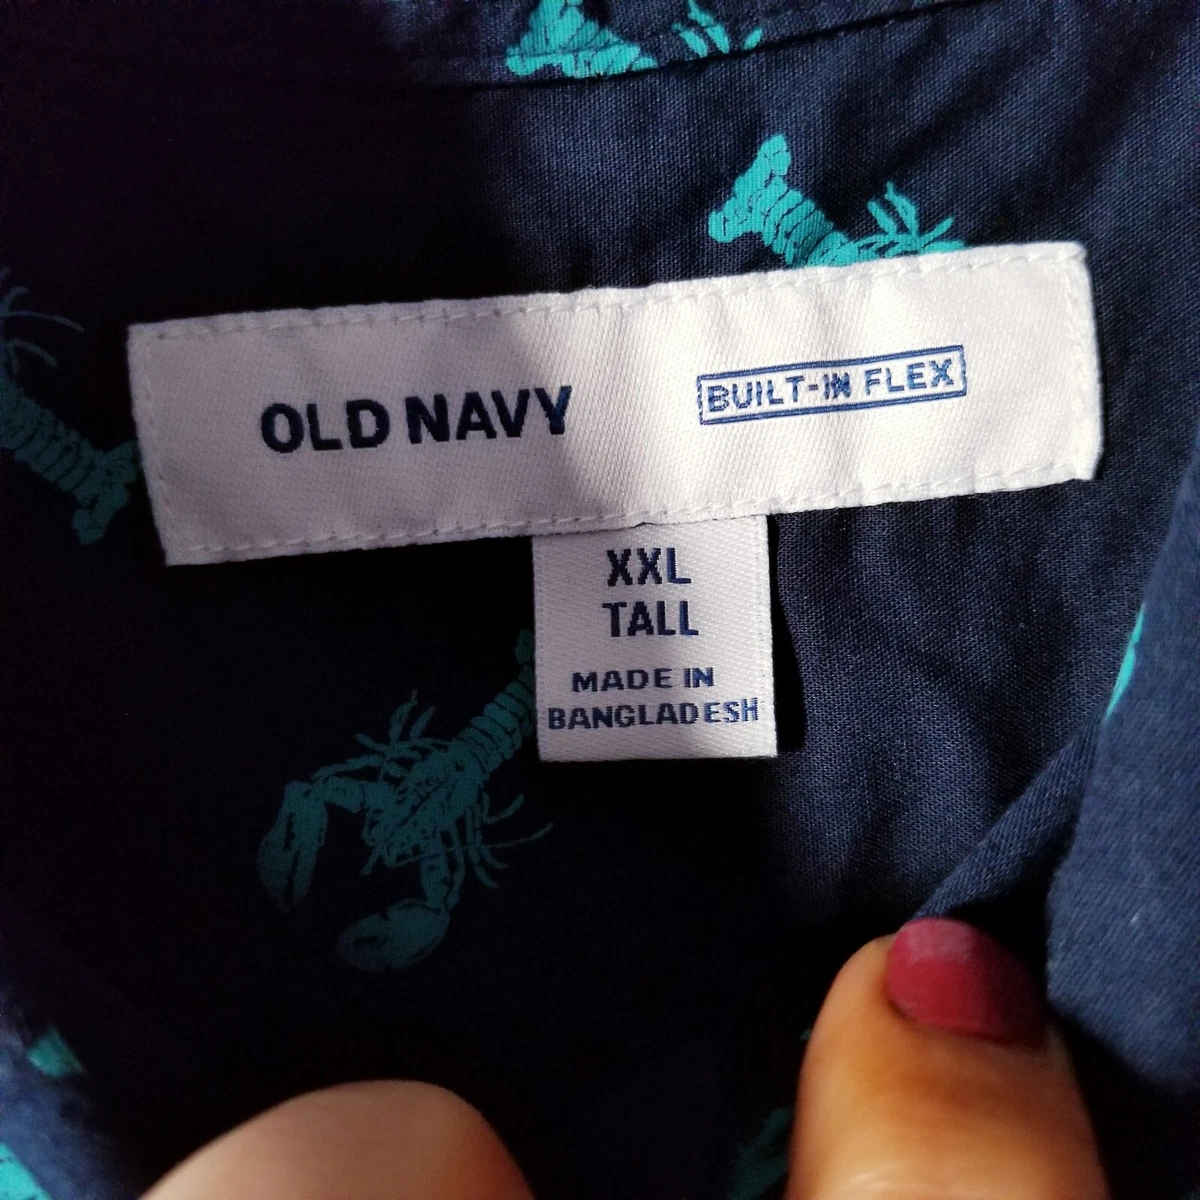 OLD NAVY
BUILT-IN FLEX
XXL
TALL
MADE IN
BANGLADESH